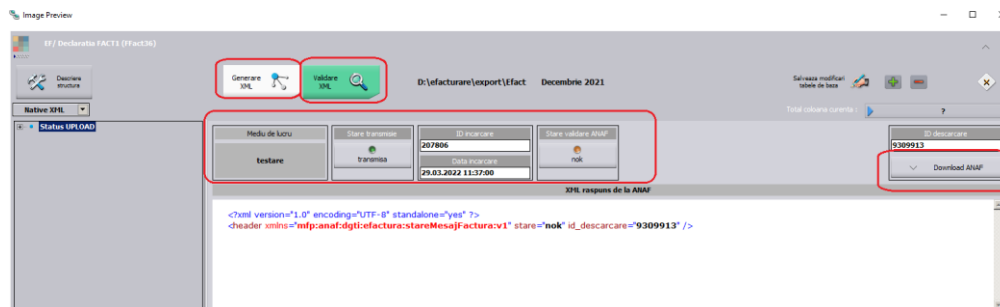 Image Preview
EF/ Declaratia FACT1 (FFact36)
Descriere structura
Generare XML
Validare XML
D:\efacturare\export\Efact Decembrie 2021
Salveaza modificari tabele de baza
Native XML
Total coloana curenta :
?
Status UPLOAD
Mediu de lucru
testare
Stare transmisie
transmisa
ID incarcare
207806
Data incarcare
29.03.2022 11:37:00
Stare validare ANAF
nok
ID descarcare
9309913
Download ANAF
XML raspuns de la ANAF
<?xml version="1.0" encoding="UTF-8" standalone="yes" ?>
<header xmlns="mfp:anaf:dgti:efactura:stareMesajFactura:v1" stare="nok" id_descarcare="9309913" />